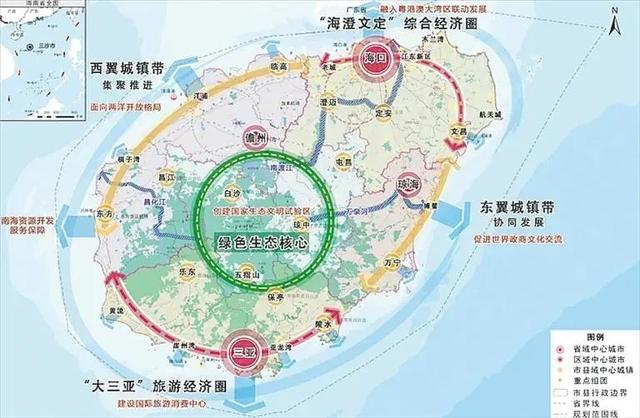 海南省全图
三沙市
广东省
融入粤港澳大湾区联动发展
“海澄文定”综合经济圈
N
木兰湾
海口
江东新区
老城
临高
西翼城镇带
集聚推进
面向两洋开放格局
洋浦
澄迈
定安
航天城
文昌
儋州
屯昌
南渡江
棋子湾
昌江
白沙
琼海
昌化江
创建国家生态文明试验区
万泉河
博鳌
东翼城镇带
协同发展
促进世界政商文化交流
南海资源开发
服务保障
东方
琼中
绿色生态核心
万宁
乐东
五指山
保亭
黄流
陵水
崖州湾
三亚
亚龙湾
“大三亚”旅游经济圈
建设国际旅游消费中心
图例
省域中心城市
区域中心城市
市县域中心城镇
重点组团
市县行政边界
省界线
规划范围线